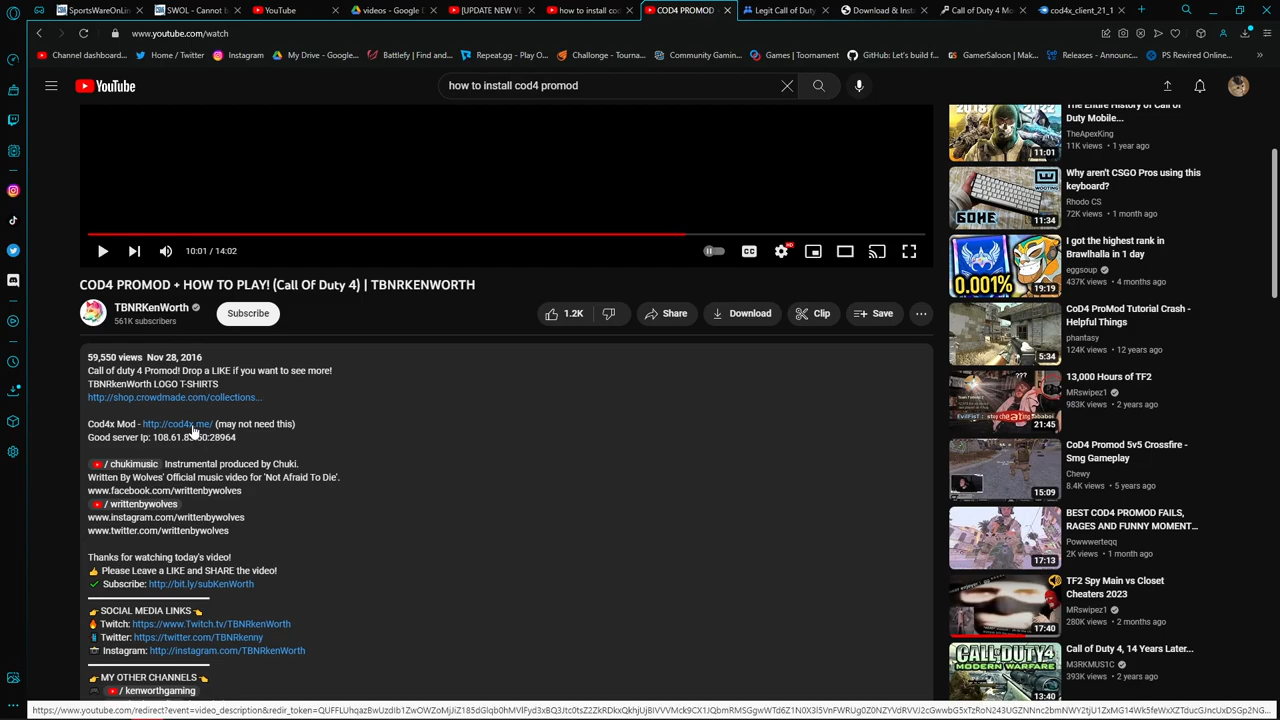 SportsWareOnLin
SWOL - Cannot b
YouTube
videos - Google D
[UPDATE NEW VE
how to install cod
COD4 PROMOD
Legit Call of Duty
Download & Insta
Call of Duty 4 Mo
cod4x_client_21_1
www.youtube.com/watch
Channel dashboard...
Home / Twitter
Instagram
My Drive - Google...
Battlefy | Find and...
Repeat.gg - Play O...
Challonge - Tourna...
Community Gaming...
Games | Toornament
GitHub: Let's build f...
GamerSaloon
Releases - Announc...
PS Rewired Online...
YouTube
how to install cod4 promod
10:01 / 14:02
CC
HD
COD4 PROMOD + HOW TO PLAY! (Call Of Duty 4) | TBNRKENWORTH
TBNRKenWorth
561K subscribers
Subscribe
1.2K
Share
Download
Clip
Save
59,550 views Nov 28, 2016
Call of duty 4 Promod! Drop a LIKE if you want to see more!
TBNRkenWorth LOGO T-SHIRTS
http://shop.crowdmade.com/collections...
Cod4x Mod - http://cod4x.me/ (may not need this)
Good server Ip:
/ chukimusic Instrumental produced by Chuki.
Written By Wolves' Official music video for 'Not Afraid To Die'.
www.facebook.com/writtenbywolves
/ writtenbywolves
www.instagram.com/writtenbywolves
www.twitter.com/writtenbywolves
Thanks for watching today's video!
Please Leave a LIKE and SHARE the video!
Subscribe: http://bit.ly/subKenWorth
SOCIAL MEDIA LINKS
Twitch: https://www.Twitch.tv/TBNRKenWorth
Twitter: https://twitter.com/TBNRkenny
Instagram: http://instagram.com/TBNRkenWorth
MY OTHER CHANNELS
/ kenworthgaming
The Entire History of Call of
Duty Mobile...
TheApexKing
11K views • 1 year ago
11:01
Why aren't CSGO Pros using this
keyboard?
Rhodo CS
72K views • 1 month ago
WOOTING
БОНЕ
11:34
I got the highest rank in
Brawlhalla in 1 day
eggsoup
437K views • 4 months ago
0.001%
19:19
CoD4 ProMod Tutorial Crash -
Helpful Things
phantasy
124K views • 12 years ago
5:34
13,000 Hours of TF2
MRswipez1
983K views • 2 years ago
???
17:42
CoD4 Promod 5v5 Crossfire -
Smg Gameplay
Chewy
8.4K views • 5 years ago
15:09
BEST COD4 PROMOD FAILS,
RAGES AND FUNNY MOMENT...
Powwwerteqq
2K views • 1 month ago
17:13
TF2 Spy Main vs Closet
Cheaters 2023
MRswipez1
280K views • 2 months ago
17:40
Call of Duty 4, 14 Years Later...
M3RKMUS1C
393K views • 2 years ago
CALL OF DUTY 4
MODERN WARFARE
13:40